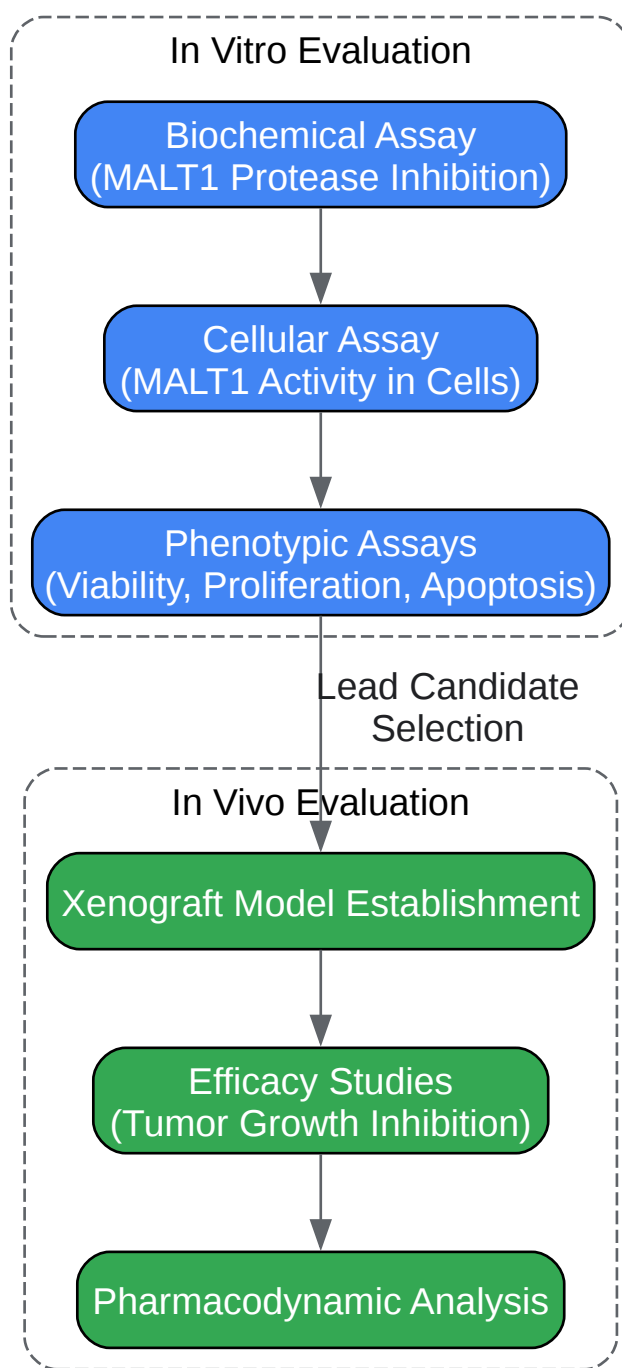 In Vitro Evaluation
Biochemical Assay
(MALT1 Protease Inhibition)
Cellular Assay
(MALT1 Activity in Cells)
Phenotypic Assays
(Viability, Proliferation, Apoptosis)
Lead Candidate
Selection
In Vivo Evaluation
Xenograft Model Establishment
Efficacy Studies
(Tumor Growth Inhibition)
Pharmacodynamic Analysis